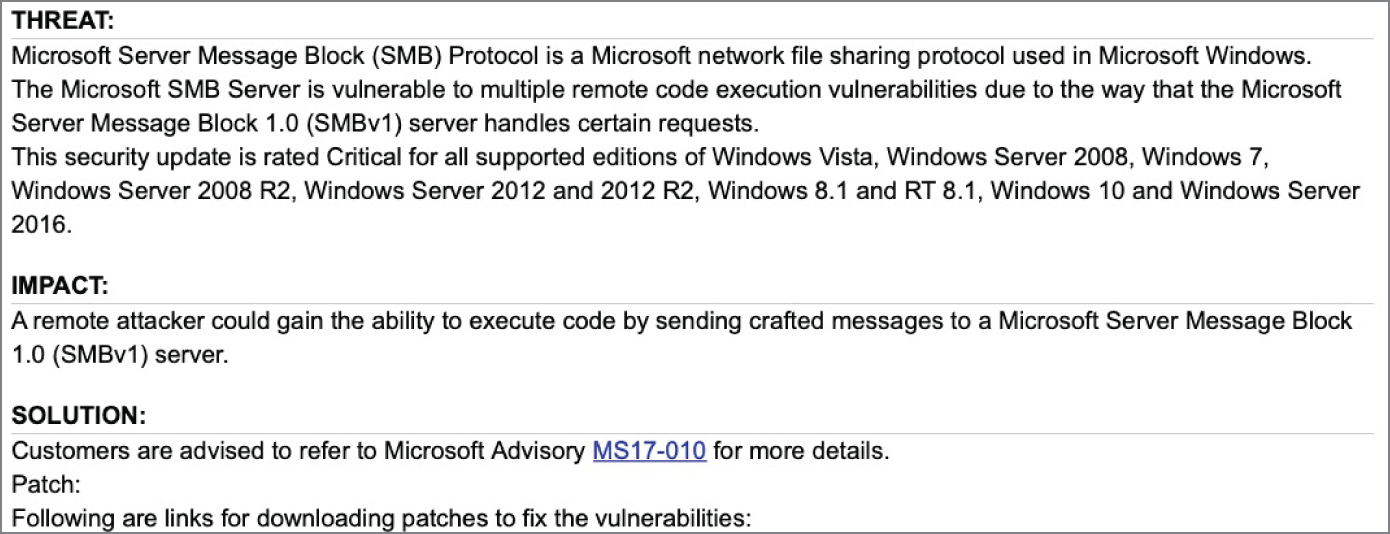 THREAT:
Microsoft Server Message Block (SMB) Protocol is a Microsoft network file sharing protocol used in Microsoft Windows.
The Microsoft SMB Server is vulnerable to multiple remote code execution vulnerabilities due to the way that the Microsoft
Server Message Block 1.0 (SMBv1) server handles certain requests.
This security update is rated Critical for all supported editions of Windows Vista, Windows Server 2008, Windows 7,
Windows Server 2008 R2, Windows Server 2012 and 2012 R2, Windows 8.1 and RT 8.1, Windows 10 and Windows Server
2016.
IMPACT:
A remote attacker could gain the ability to execute code by sending crafted messages to a Microsoft Server Message Block
1.0 (SMBv1) server.
SOLUTION:
Customers are advised to refer to Microsoft Advisory MS17-010 for more details.
Patch:
Following are links for downloading patches to fix the vulnerabilities: